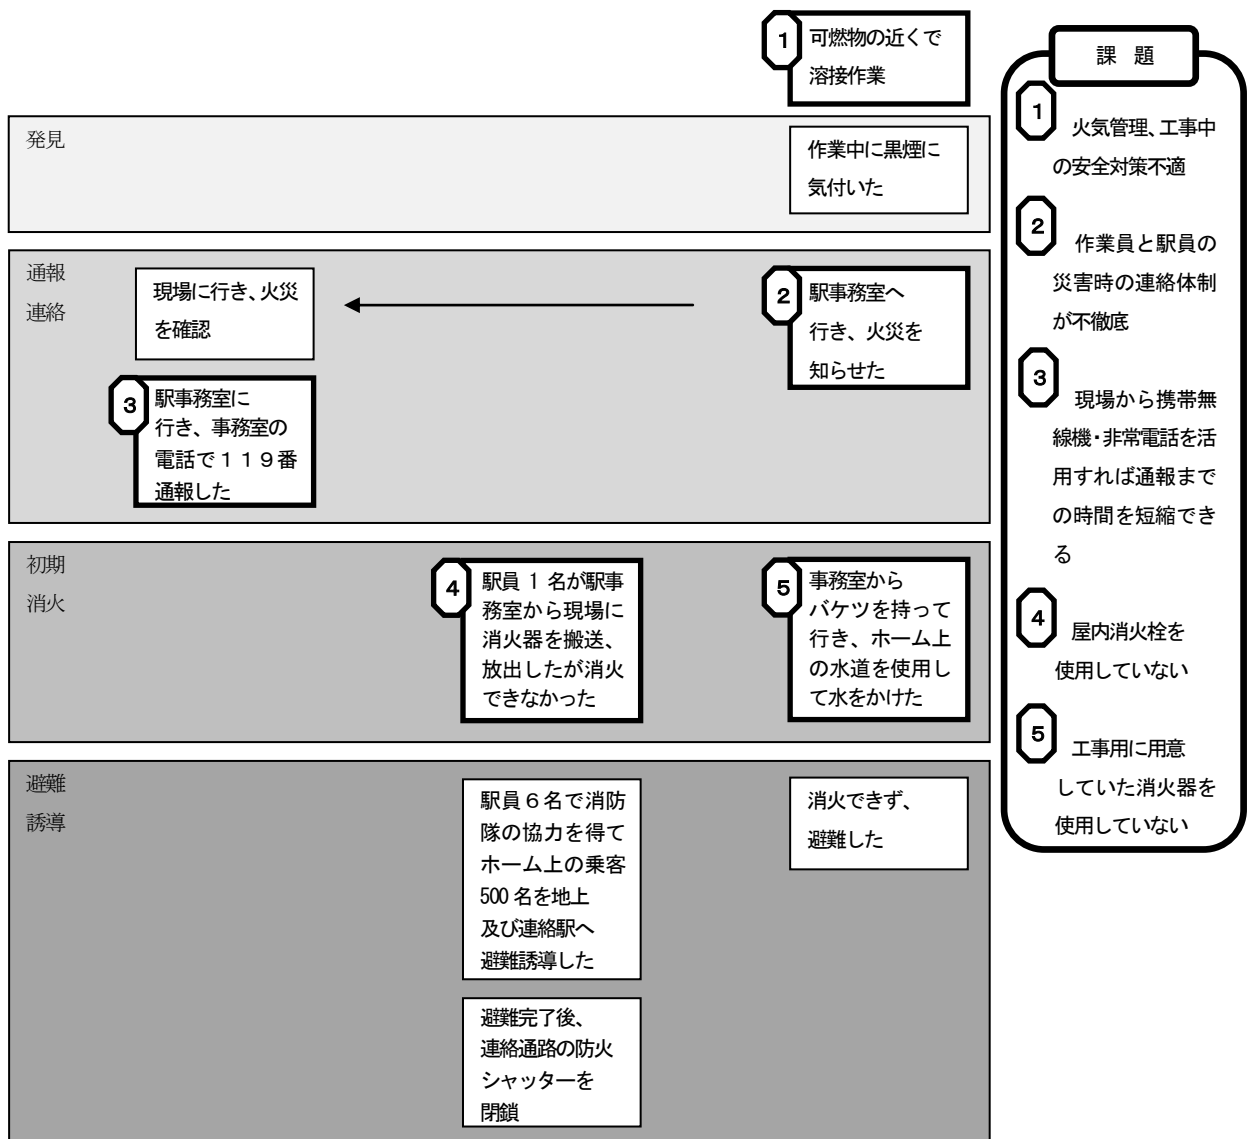 1
可燃物の近くで
溶接作業
発見
作業中に黒煙に
気付いた
通報
連絡
現場に行き、火災
を確認
2
駅事務室へ
行き、火災を
知らせた
3
駅事務室に
行き、事務室の
電話で１１９番
通報した
初期
消火
4
駅員 1 名が駅事
務室から現場に
消火器を搬送、
放出したが消火
できなかった
5
事務室から
バケツを持って
行き、ホーム上
の水道を使用し
て水をかけた
避難
誘導
駅員６名で消防
隊の協力を得て
ホーム上の乗客
500 名を地上
及び連絡駅へ
避難誘導した
消火できず、
避難した
避難完了後、
連絡通路の防火
シャッターを
閉鎖
課 題
1
火気管理、工事中
の安全対策不適
2
作業員と駅員の
災害時の連絡体制
が不徹底
3
現場から携帯無
線機・非常電話を活
用すれば通報まで
の時間を短縮でき
る
4
屋内消火栓を
使用していない
5
工事用に用意
していた消火器を
使用していない